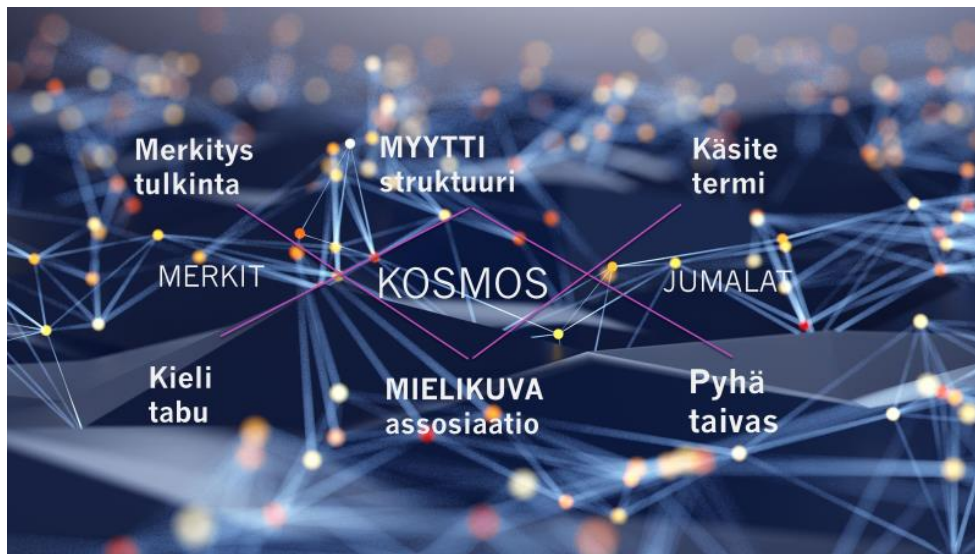 Merkitys
tulkinta
MYYTTI
struktuuri
Käsite
termi
MERKIT
KOSMOS
JUMALAT
Kieli
tabu
MIELIKUVA
assosiaatio
Pyhä
taivas